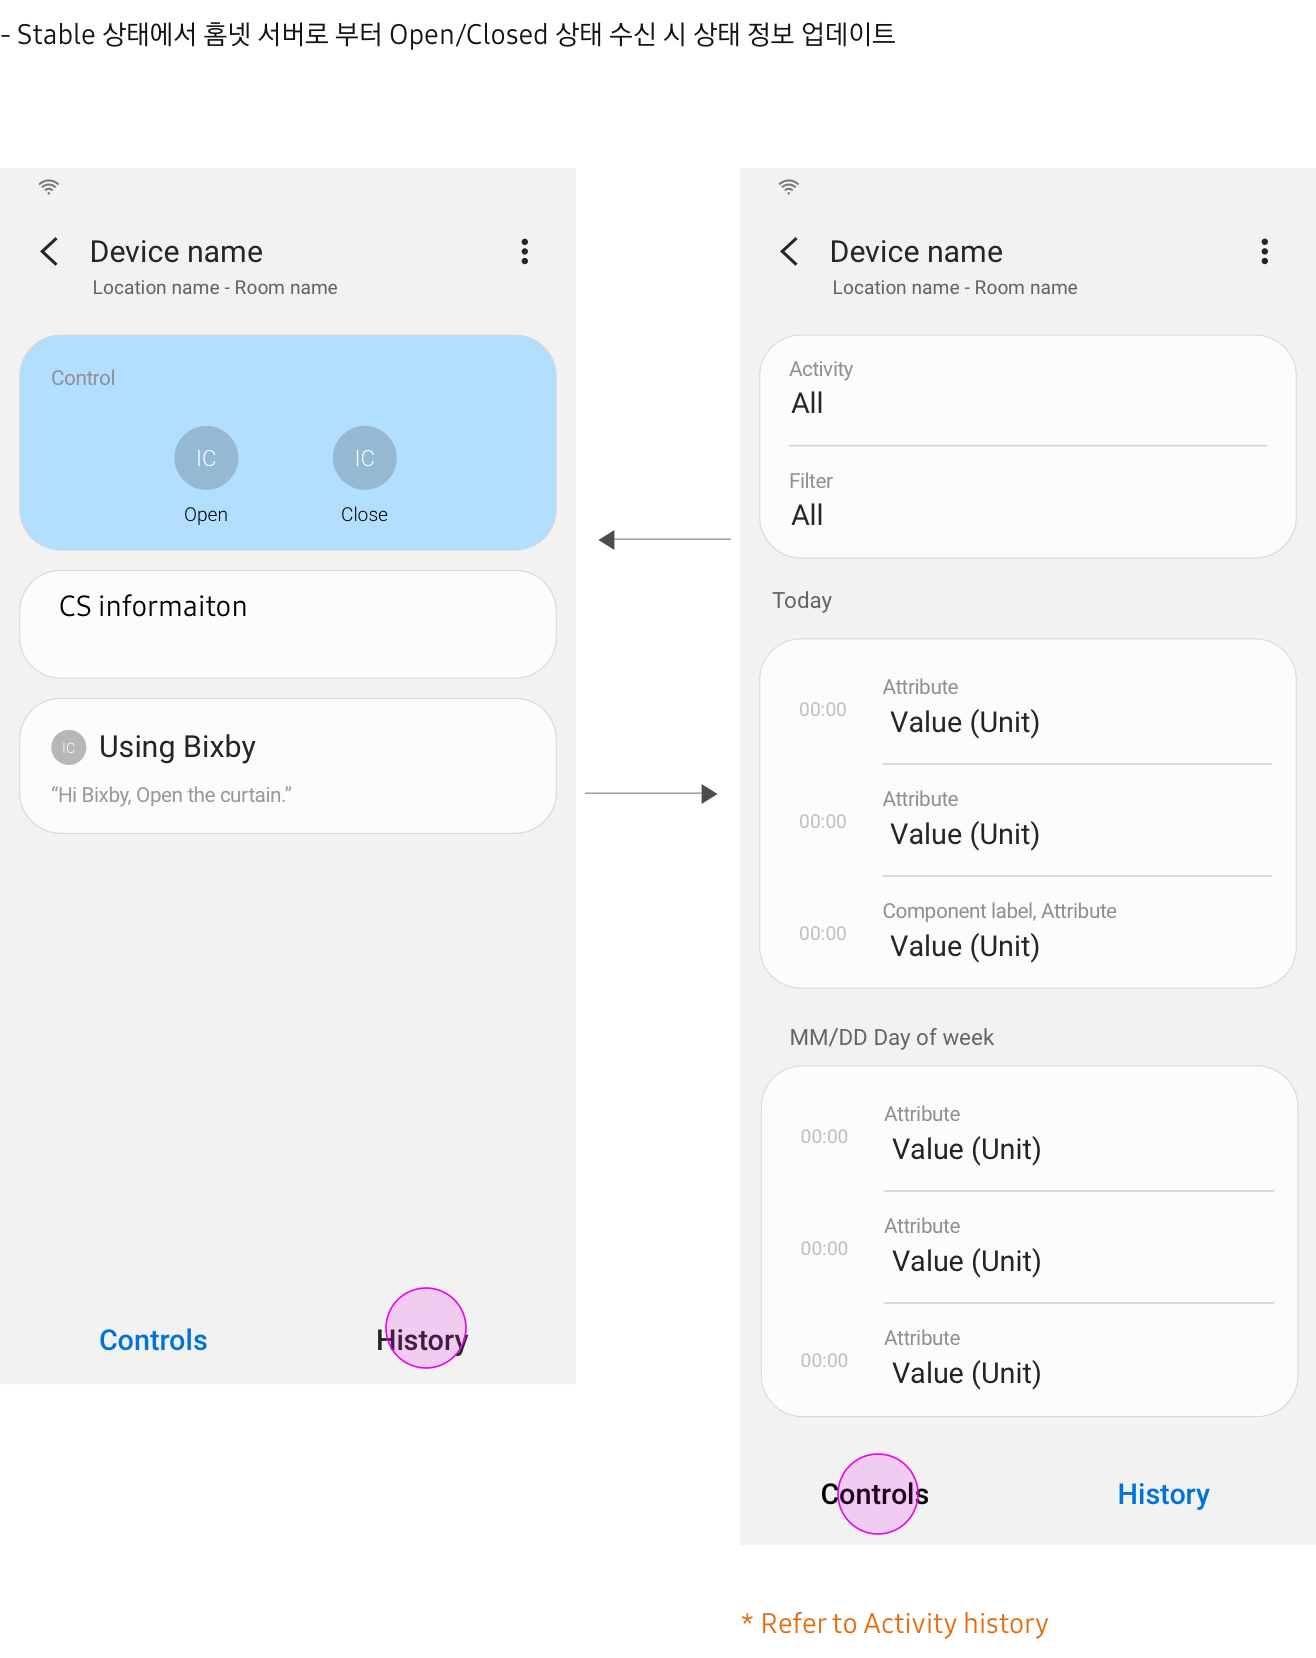 - Stable 상태에서 홈넷 서버로 부터 Open/Closed 상태 수신 시 상태 정보 업데이트
Device name
Location name - Room name
Control
IC
IC
Open
Close
CS informaiton
IC
Using Bixby
“Hi Bixby, Open the curtain.”
Controls
History
Device name
Location name - Room name
Activity
All
Filter
All
Today
00:00
Attribute
Value (Unit)
00:00
Attribute
Value (Unit)
00:00
Component label, Attribute
Value (Unit)
MM/DD Day of week
00:00
Attribute
Value (Unit)
00:00
Attribute
Value (Unit)
00:00
Attribute
Value (Unit)
Controls
History
* Refer to Activity history